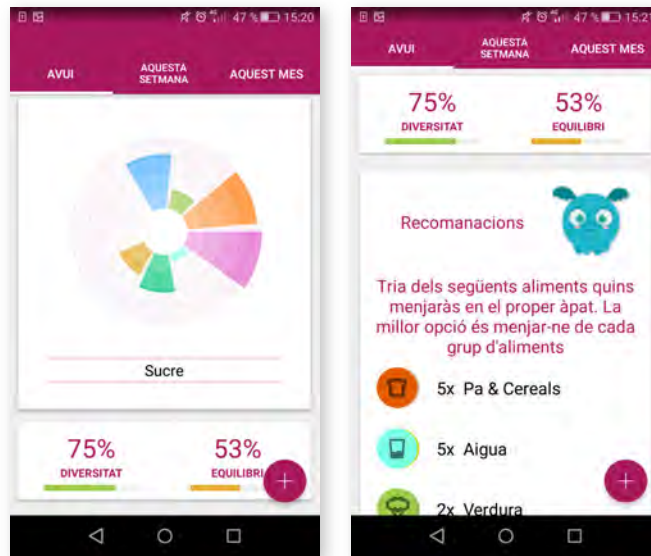 47 % 15:20
AVUI
AQUESTA
SETMANA
AQUEST MES
Sucre
75%
DIVERSITAT
53%
EQUILIBRI
+
47 % 15:21
AVUI
AQUESTA
SETMANA
AQUEST MES
75%
DIVERSITAT
53%
EQUILIBRI
Recomanacions
Tria dels següents aliments quins
menjaràs en el proper àpat. La
millor opció és menjar-ne de cada
grup d'aliments
5x Pa & Cereals
5x Aigua
+
2x Verdura